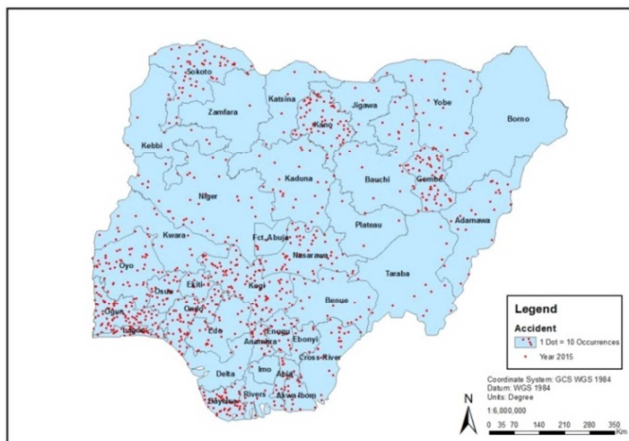 Sokoto
Katsina
Jigawa
Yobe
Borno
Zamfara
Kano
Kebbi
Kaduna
Bauchi
Gombe
Niger
Adamawa
Plateau
Kwara
Fct, Abuja
Nasarawa
Taraba
Oyo
Kogi
Osun
Ekiti
Benue
Ogun
Ondo
Lagos
Edo
Enugu
Anambra
Ebonyi
Cross-River
Delta
Imo
Abia
Bayelsa
Rivers
Akwa-Ibom
Legend
Accident
1 Dot = 10 Occurrences
Year 2015
Coordinate System: GCS WGS 1984
Datum: WGS 1984
Units: Degree
N
1:6,000,000
0 35 70 140 210 280 350
Km